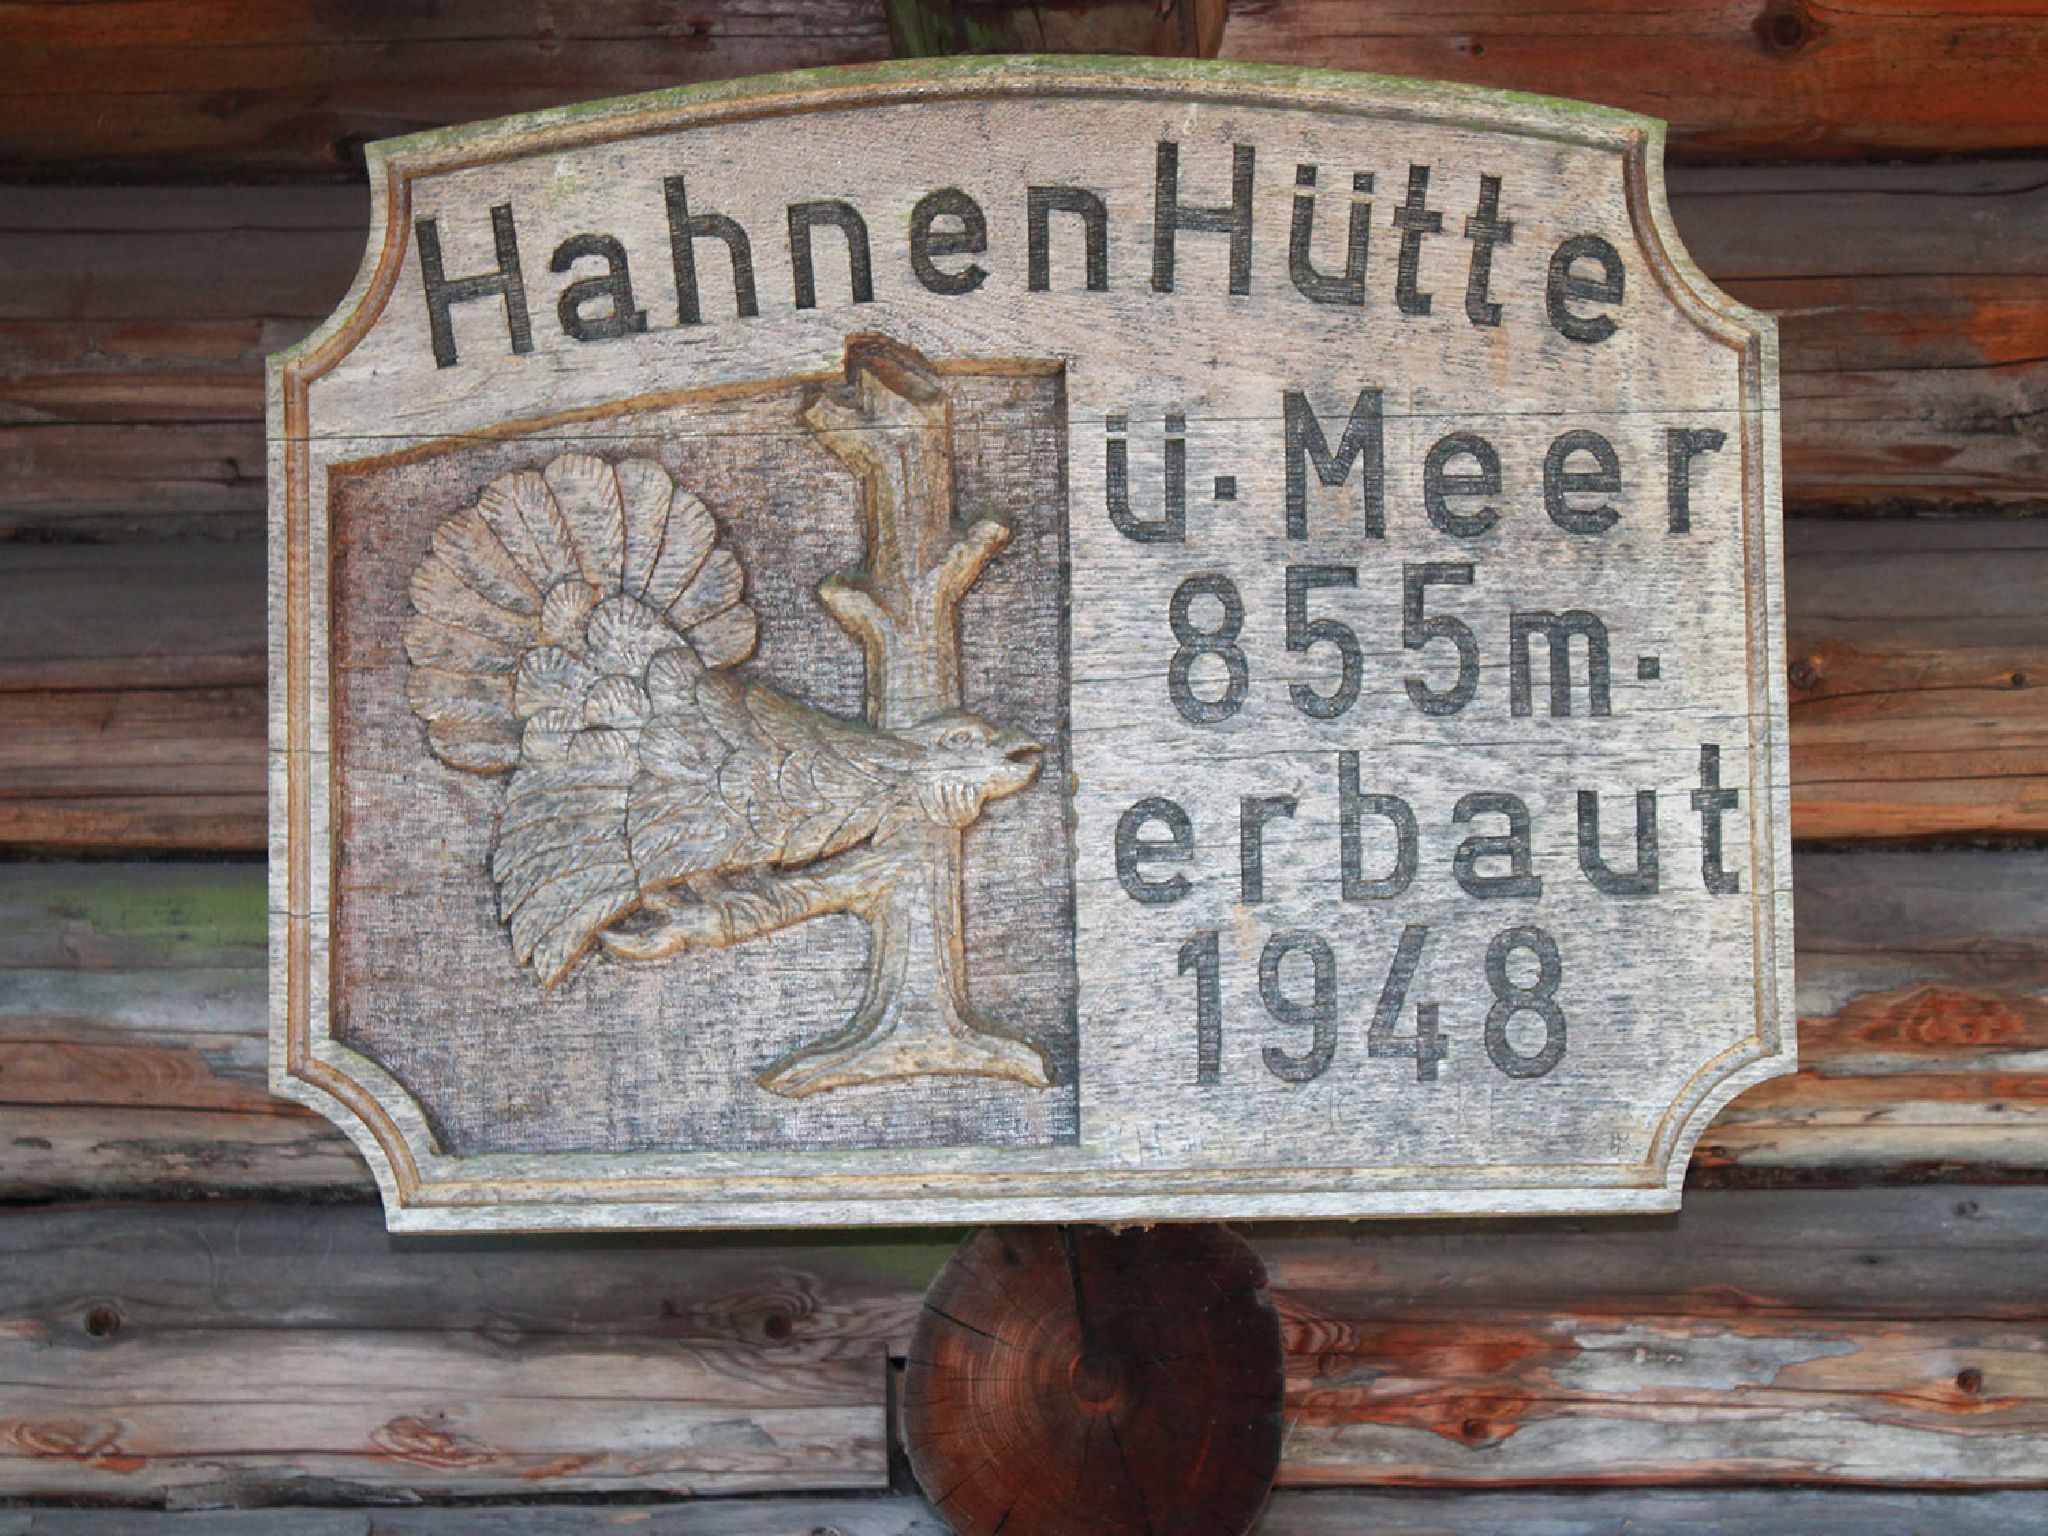 HahnenHütte
ü. Meer
855m.
erbaut
1948